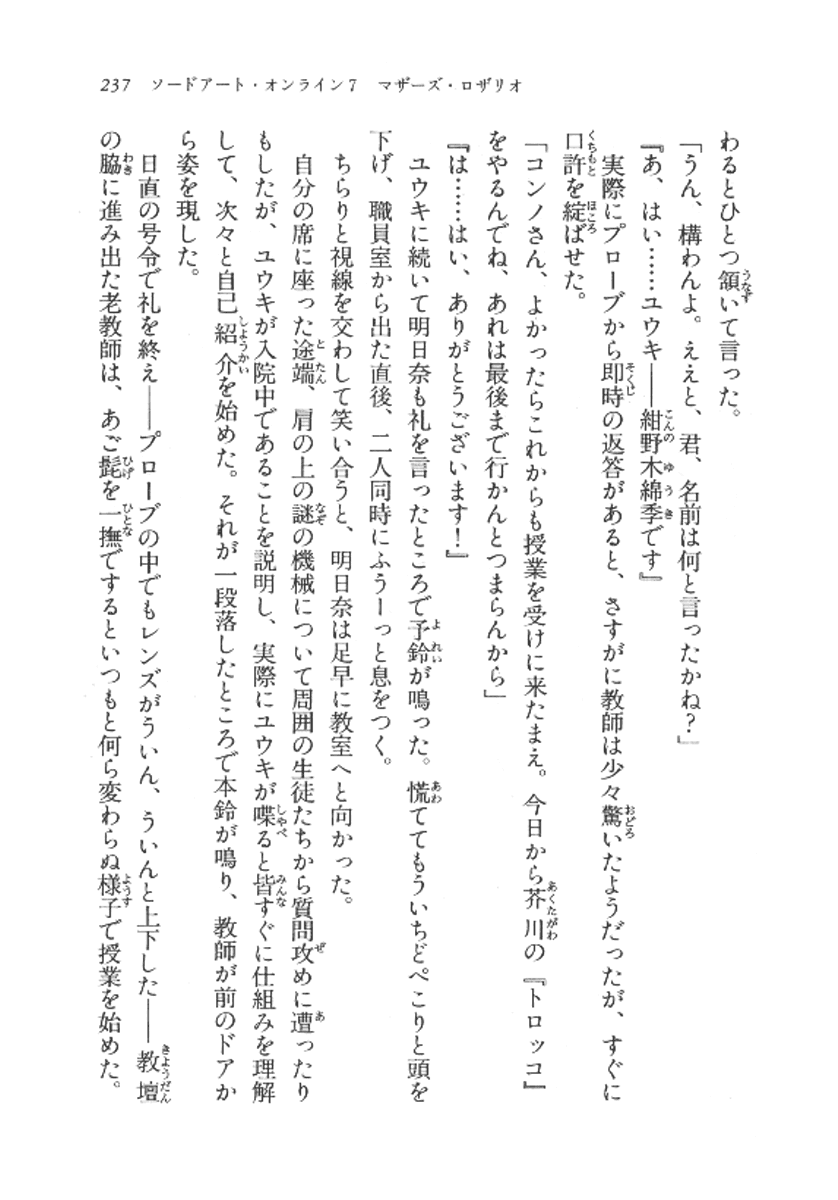 237　ソードアート・オンライン7　マザーズ・ロザリオ
わるとひとつ頷いて言った。
「うん、構わんよ。ええと、君、名前は何と言ったかね？」
『あ、はい……ユウキ――紺野木綿季です』
　実際にプローブから即時の返答があると、さすがに教師は少々驚いたようだったが、すぐに
口許を綻ばせた。
「コンノさん、よかったらこれからも授業を受けに来たまえ。今日から芥川の『トロッコ』
をやるんでね、あれは最後まで行かんとつまらんから」
『は……はい、ありがとうございます！』
　ユウキに続いて明日奈も礼を言ったところで予鈴が鳴った。慌ててもういちどぺこりと頭を
下げ、職員室から出た直後、二人同時にふうーっと息をつく。
　ちらりと視線を交わして笑い合うと、明日奈は足早に教室へと向かった。
　自分の席に座った途端、肩の上の謎の機械について周囲の生徒たちから質問攻めに遭ったり
もしたが、ユウキが入院中であることを説明し、実際にユウキが喋ると皆すぐに仕組みを理解
して、次々と自己紹介を始めた。それが一段落したところで本鈴が鳴り、教師が前のドアか
ら姿を現した。
　日直の号令で礼を終え――プローブの中でもレンズがういん、ういんと上下した――教壇
の脇に進み出た老教師は、あご髭を一撫でするといつもと何ら変わらぬ様子で授業を始めた。